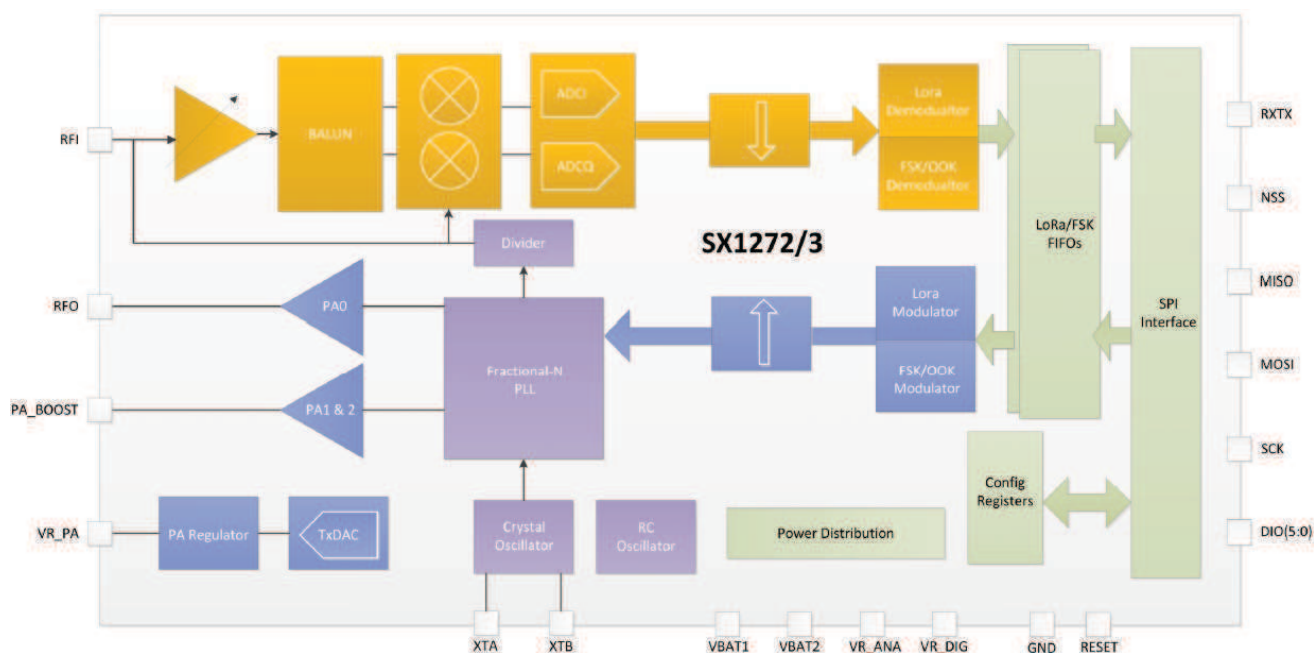 RFI
BALUN
ADCI
ADCQ
Lora
Demedualtor
FSK/OOK
Demedualtor
LoRa/FSK
FIFOs
SPI
Interface
RXTX
NSS
MISO
MOSI
SCK
DIO(5:0)
Divider
SX1272/3
RFO
PA0
Fractional-N
PLL
Lora
Modulator
FSK/OOK
Modulator
PA_BOOST
PA1 & 2
Config
Registers
VR_PA
PA Regulator
TxDAC
Crystal
Oscillator
RC
Oscillator
Power Distribution
XTA
XTB
VBAT1
VBAT2
VR_ANA
VR_DIG
GND
RESET